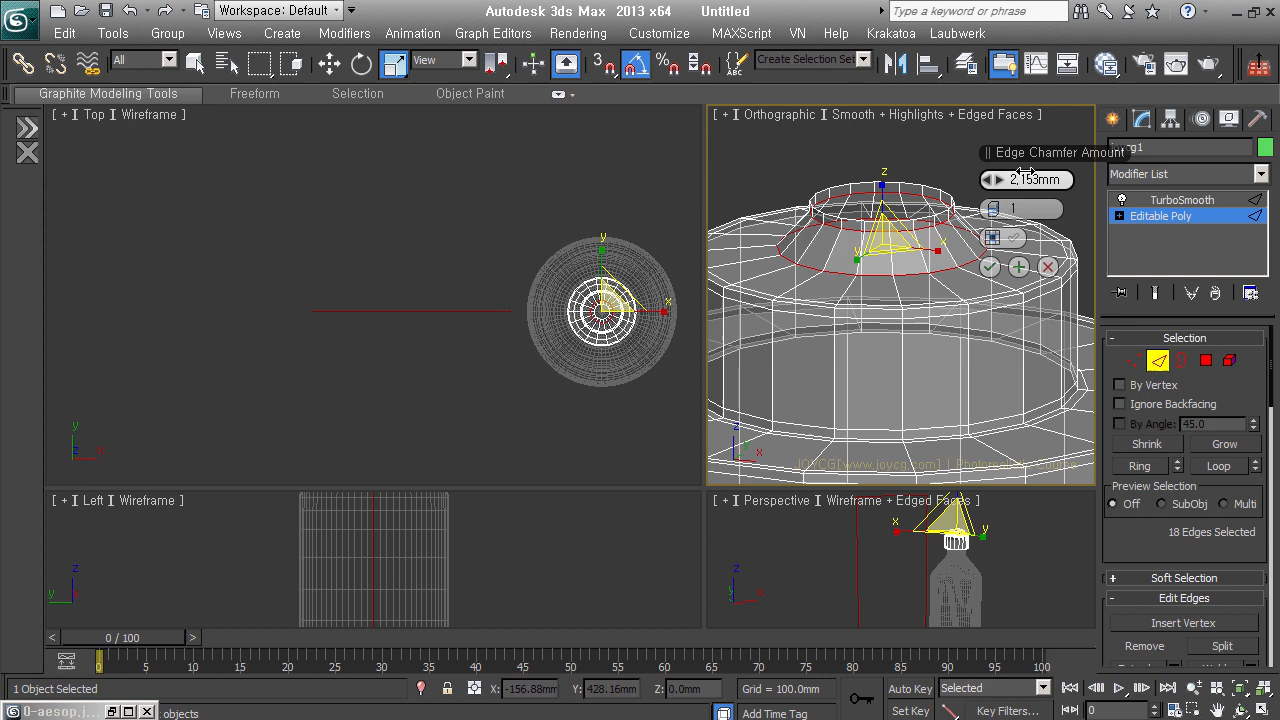 Workspace: Default
Autodesk 3ds Max  2013 x64
Untitled
Type a keyword or phrase
Edit
Tools
Group
Views
Create
Modifiers
Animation
Graph Editors
Rendering
Customize
MAXScript
VN
Help
Krakatoa
Laubwerk
All
View
3
Create Selection Set
Graphite Modeling Tools
Freeform
Selection
Object Paint
[ + ] Top ] Wireframe ]
[ + ] Orthographic ] Smooth + Highlights + Edged Faces ]
|| Edge Chamfer Amount
2,153mm
1
Modifier List
TurboSmooth
Editable Poly
z
x
y
y
x
y
z
x
z
x
JOYCG[www.joycg.com]
Selection
By Vertex
Ignore Backfacing
By Angle:
45.0
Shrink
Grow
Ring
Loop
Preview Selection
Off
SubObj
Multi
18 Edges Selected
Soft Selection
Edit Edges
Insert Vertex
Remove
Split
[ + ] Left ] Wireframe ]
[ + ] Perspective ] Wireframe + Edged Faces ]
x
y
z
y
z
0 / 100
0
5
10
15
20
25
30
35
40
45
50
55
60
65
70
75
80
85
90
95
100
1 Object Selected
X:
-156.88mm
Y:
428.16mm
Z:
0.0mm
Grid = 100.0mm
Auto Key
Selected
0-aesop.j...
objects
Add Time Tag
Set Key
Key Filters...
0